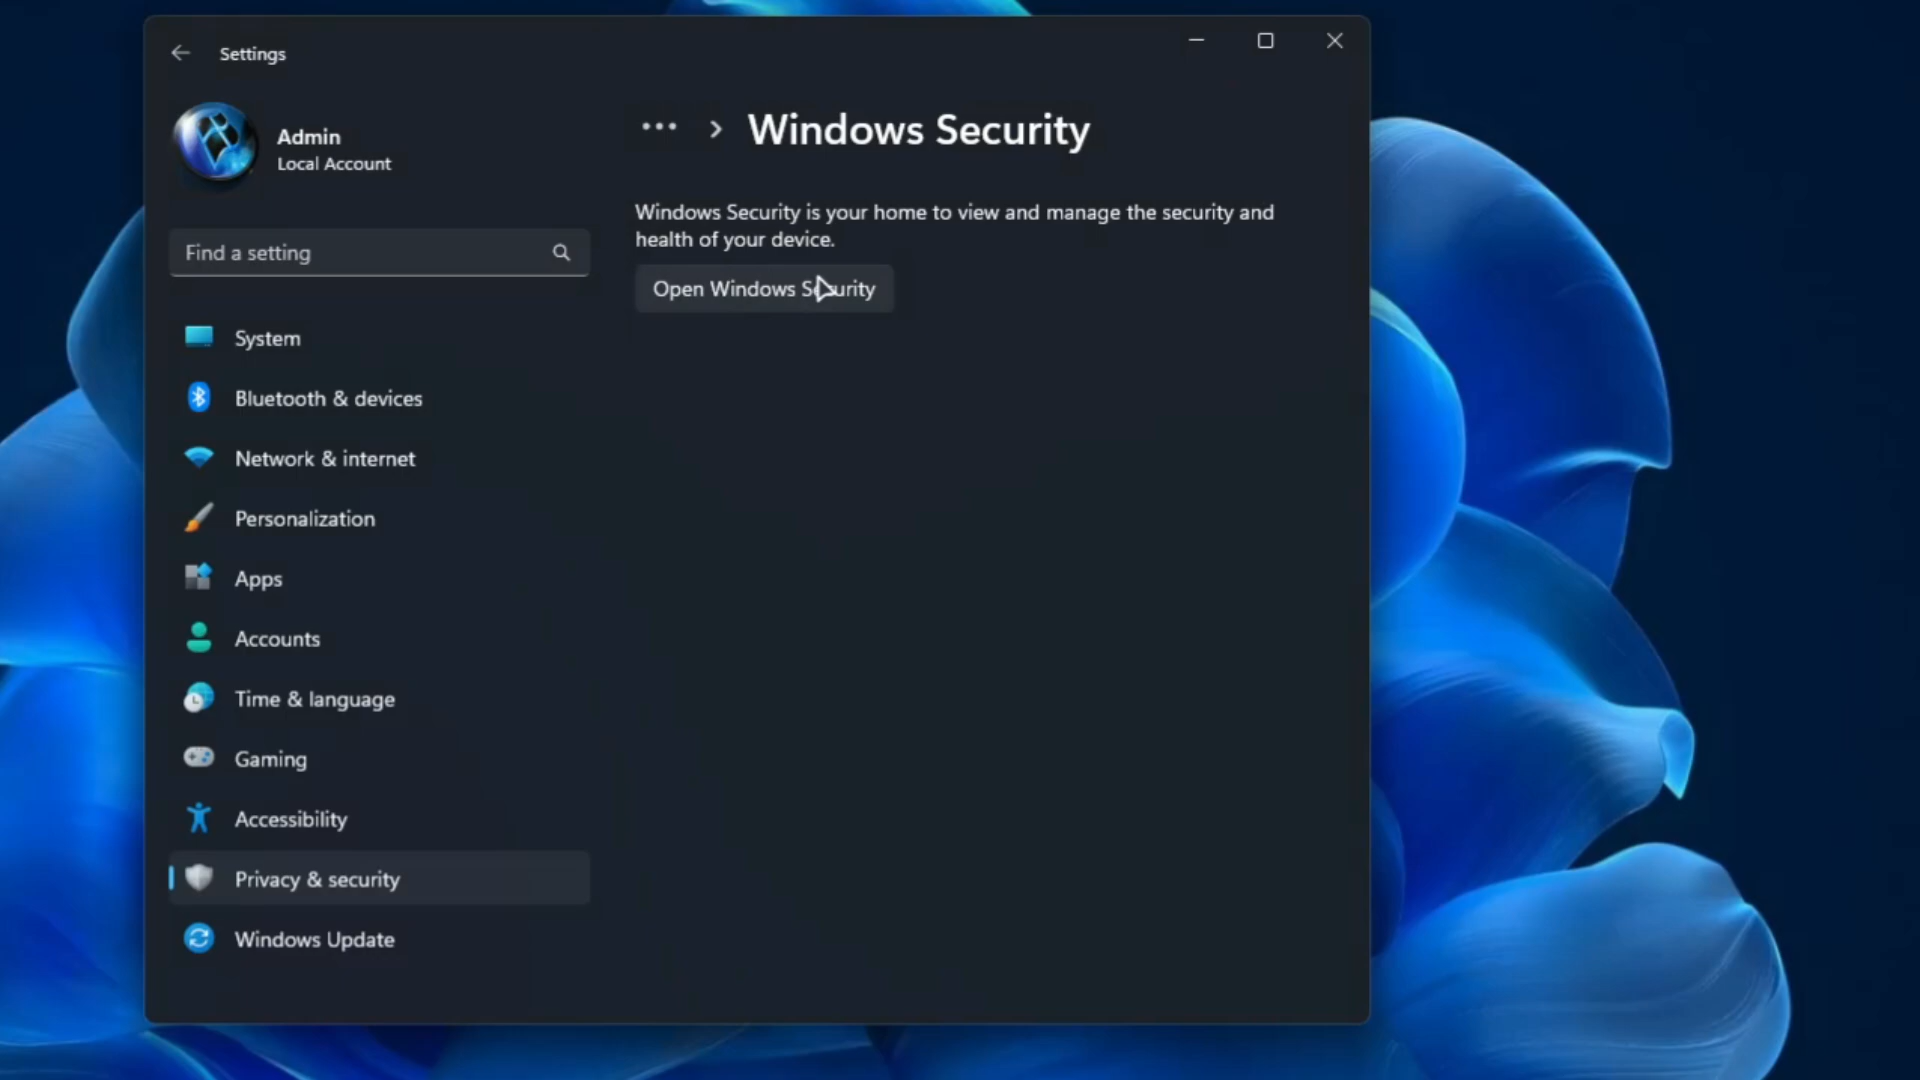 Settings
Admin
Local Account
Find a setting
System
Bluetooth & devices
Network & internet
Personalization
Apps
Accounts
Time & language
Gaming
Accessibility
Privacy & security
Windows Update
... > Windows Security
Windows Security is your home to view and manage the security and
health of your device.
Open Windows Security